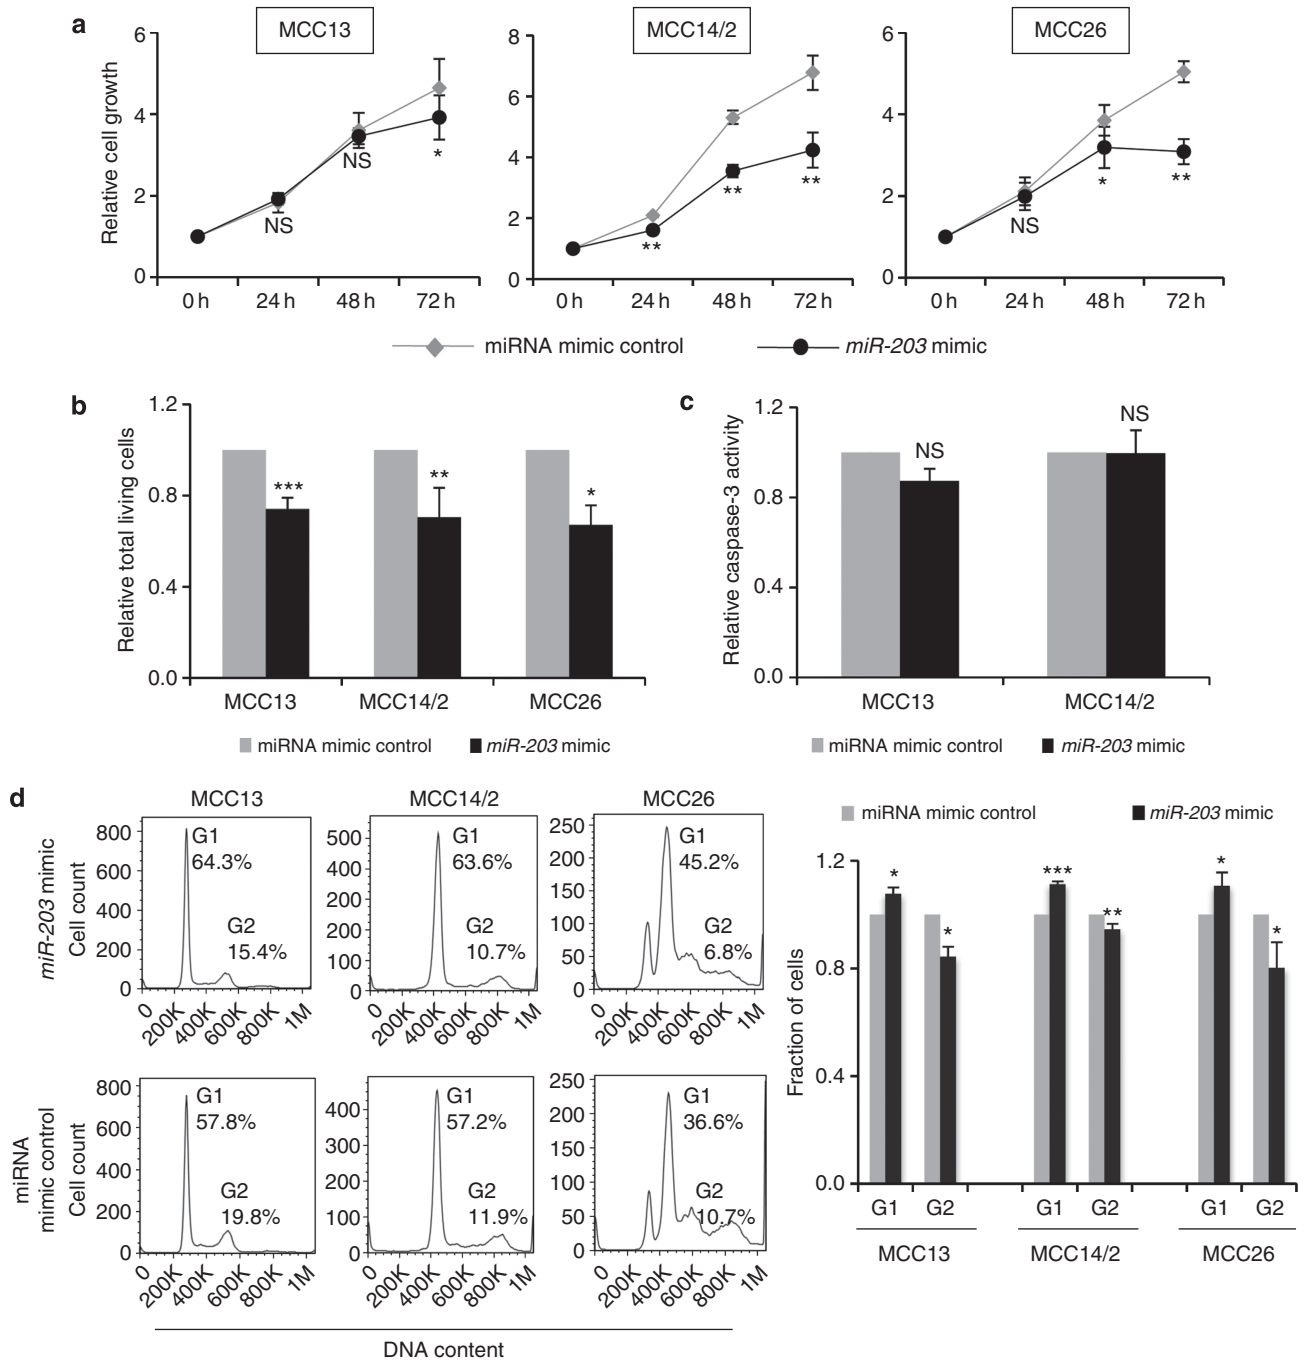 a
MCC13
MCC14/2
MCC26
Relative cell growth
6
4
2
0
NS
NS
*
0 h 24 h 48 h 72 h
8
6
4
2
0
**
**
**
0 h 24 h 48 h 72 h
6
4
2
0
NS
*
**
0 h 24 h 48 h 72 h
miRNA mimic control
miR-203 mimic
b
Relative total living cells
1.2
0.8
0.4
0.0
***
**
*
MCC13 MCC14/2 MCC26
miRNA mimic control
miR-203 mimic
c
Relative caspase-3 activity
1.2
0.8
0.4
0.0
NS
NS
MCC13 MCC14/2
miRNA mimic control
miR-203 mimic
d
MCC13
MCC14/2
MCC26
miR-203 mimic
Cell count
800
600
400
200
0
G1
64.3%
G2
15.4%
0 200K 400K 600K 800K 1M
500
400
300
200
200
100
0
G1
63.6%
G2
10.7%
0 200K 400K 600K 800K 1M
250
200
150
100
50
0
G1
45.2%
G2
6.8%
0 200K 400K 600K 800K 1M
miRNA
mimic control
Cell count
800
600
400
200
0
G1
57.8%
G2
19.8%
0 200K 400K 600K 800K 1M
400
300
200
100
0
G1
57.2%
G2
11.9%
0 200K 400K 600K 800K 1M
250
200
150
100
50
0
G1
36.6%
G2
10.7%
0 200K 400K 600K 800K 1M
DNA content
miRNA mimic control
miR-203 mimic
Fraction of cells
1.2
0.8
0.4
0.0
*
*
***
**
*
*
G1 G2 G1 G2 G1 G2
MCC13 MCC14/2 MCC26